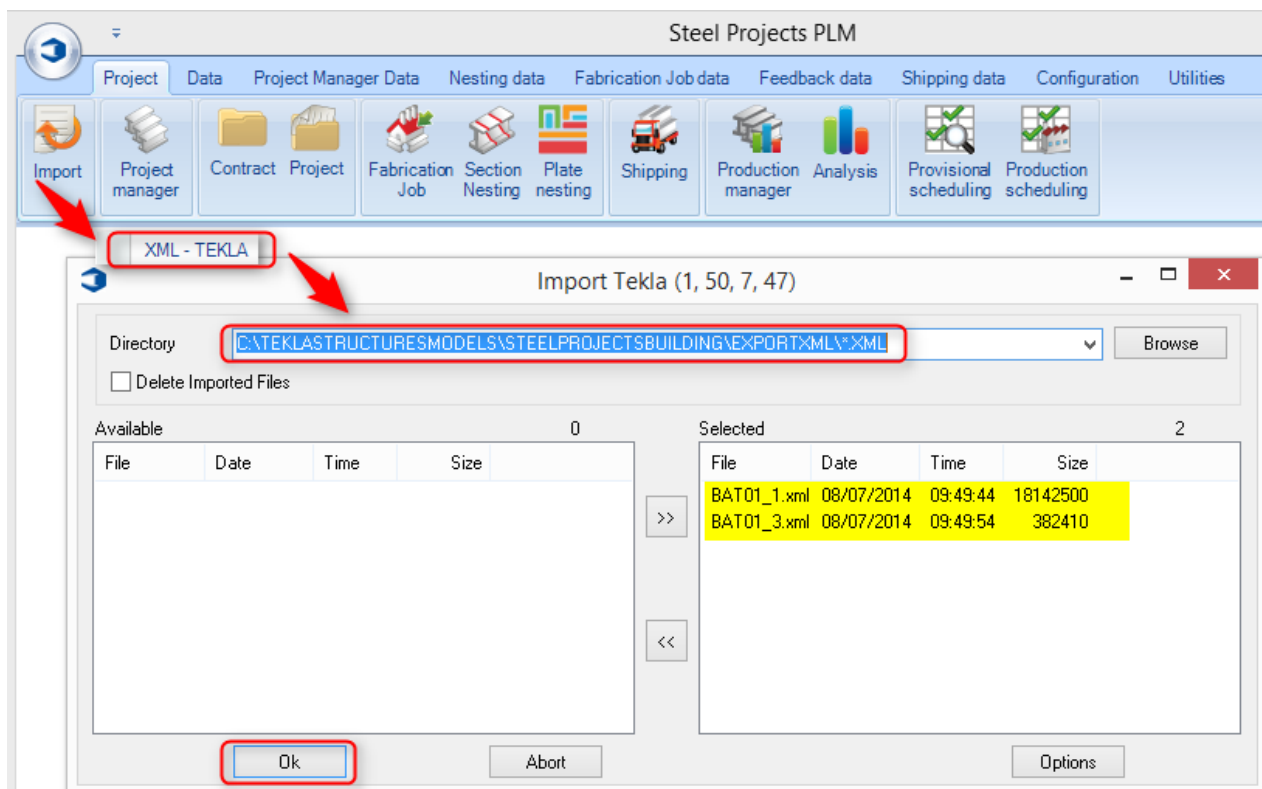 Steel Projects PLM
Project Data Project Manager Data Nesting data Fabrication Job data Feedback data Shipping data Configuration Utilities
Import Project manager Contract Project Fabrication Job Section Nesting Plate nesting Shipping Production manager Analysis Provisional scheduling Production scheduling
XML - TEKLA
Import Tekla (1, 50, 7, 47)
Directory C:\TEKLASTRUCTURESMODELS\STEELPROJECTSBUILDING\EXPORTXML\*.XML Browse
Delete Imported Files
Available 0 Selected 2
File Date Time Size File Date Time Size
BAT01_1.xml 08/07/2014 09:49:44 18142500
>> BAT01_3.xml 08/07/2014 09:49:54 382410
<<
Ok Abort Options